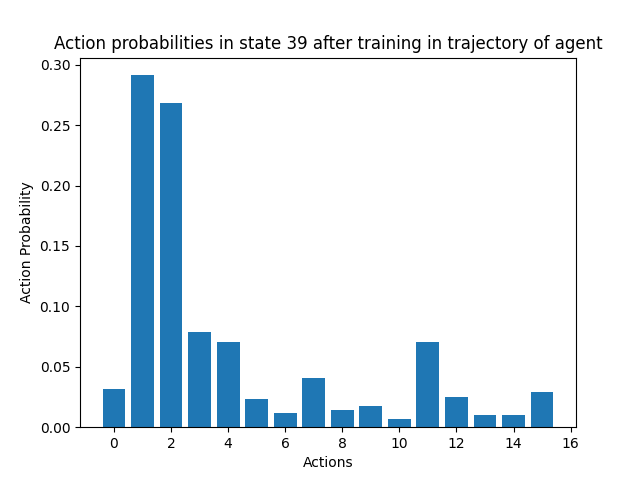 Action probabilities in state 39 after training in trajectory of agent
0.30
0.25
0.20
0.15
0.10
0.05
0.00
Action Probability
0 2 4 6 8 10 12 14 16
Actions